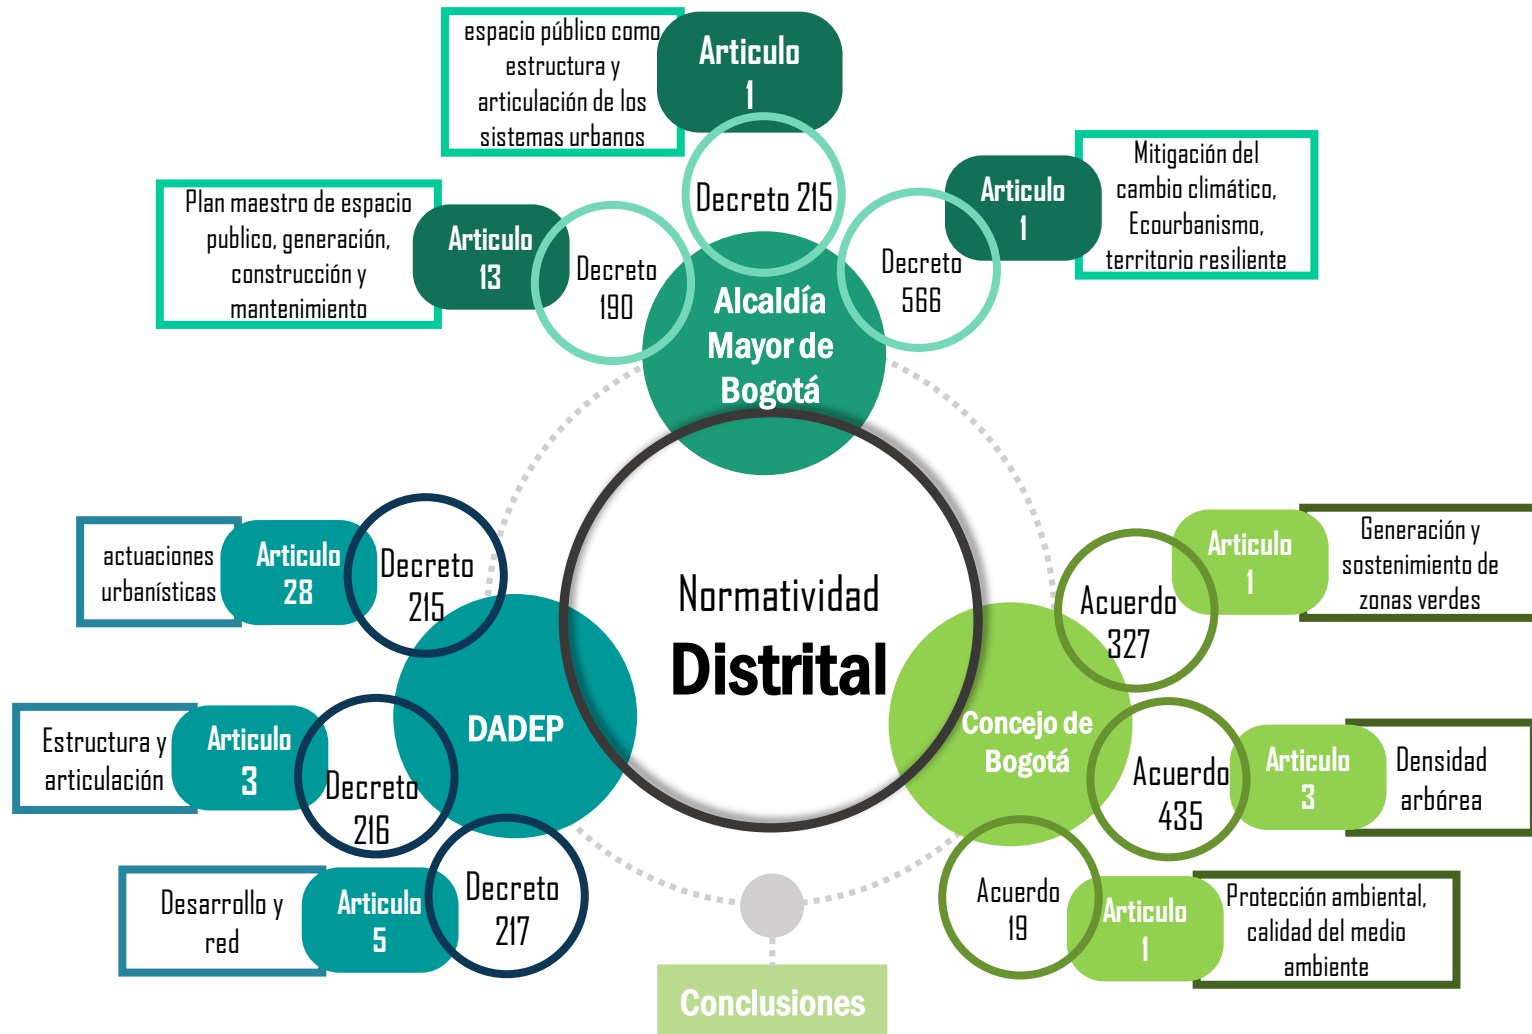 espacio público como
estructura y
articulación de los
sistemas urbanos
Articulo
1
Decreto 215
Plan maestro de espacio
publico, generación,
construcción y
mantenimiento
Articulo
13
Decreto
190
Mitigación del
cambio climático,
Ecourbanismo,
territorio resiliente
Articulo
1
Decreto
566
Alcaldía
Mayor de
Bogotá
Normatividad
Distrital
actuaciones
urbanísticas
Articulo
28
Decreto
215
Estructura y
articulación
Articulo
3
Decreto
216
Desarrollo y
red
Articulo
5
Decreto
217
DADEP
Concejo de
Bogotá
Acuerdo
327
Articulo
1
Generación y
sostenimiento de
zonas verdes
Acuerdo
435
Articulo
3
Densidad
arbórea
Acuerdo
19
Articulo
1
Protección ambiental,
calidad del medio
ambiente
Conclusiones